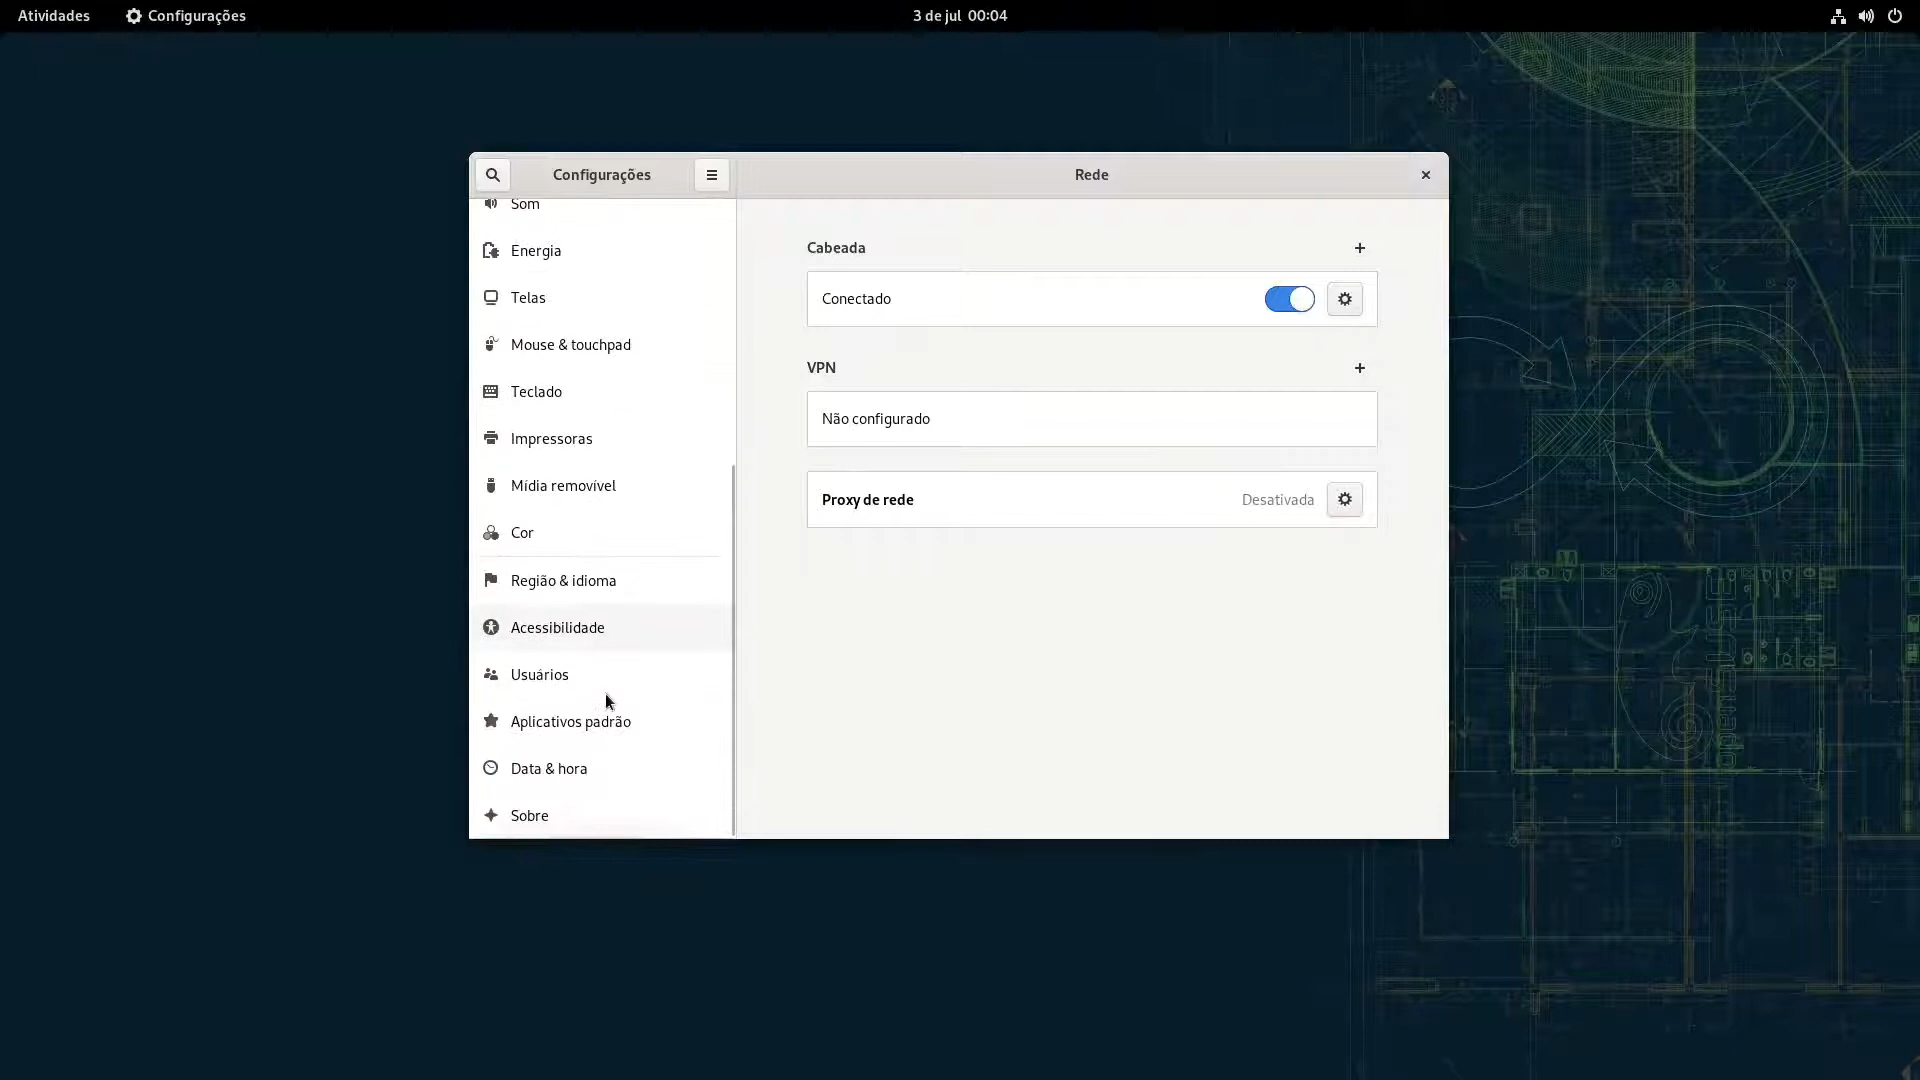 Atividades
Configurações
3 de jul 00:04
Configurações
Rede
Som
Energia
Telas
Mouse & touchpad
Teclado
Impressoras
Mídia removível
Cor
Região & idioma
Acessibilidade
Usuários
Aplicativos padrão
Data & hora
Sobre
Cabeada
Conectado
VPN
Não configurado
Proxy de rede
Desativada
openSUSE